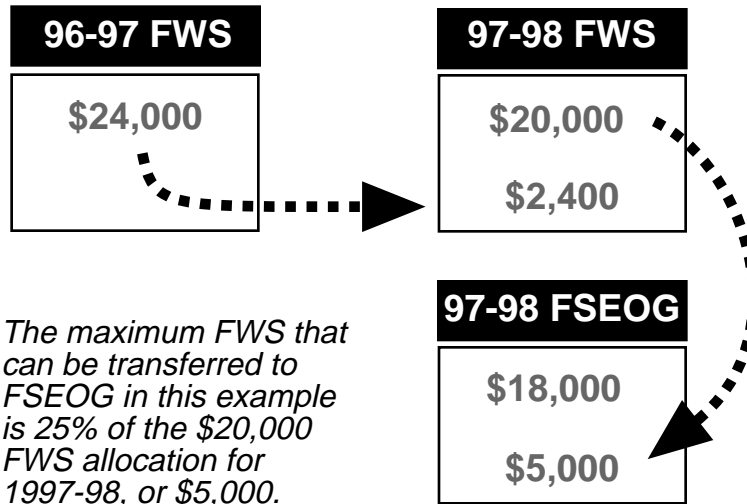 96-97 FWS
$24,000
97-98 FWS
$20,000
$2,400
97-98 FSEOG
$18,000
$5,000
The maximum FWS that
can be transferred to
FSEOG in this example
is 25% of the $20,000
FWS allocation for
1997-98, or $5,000.